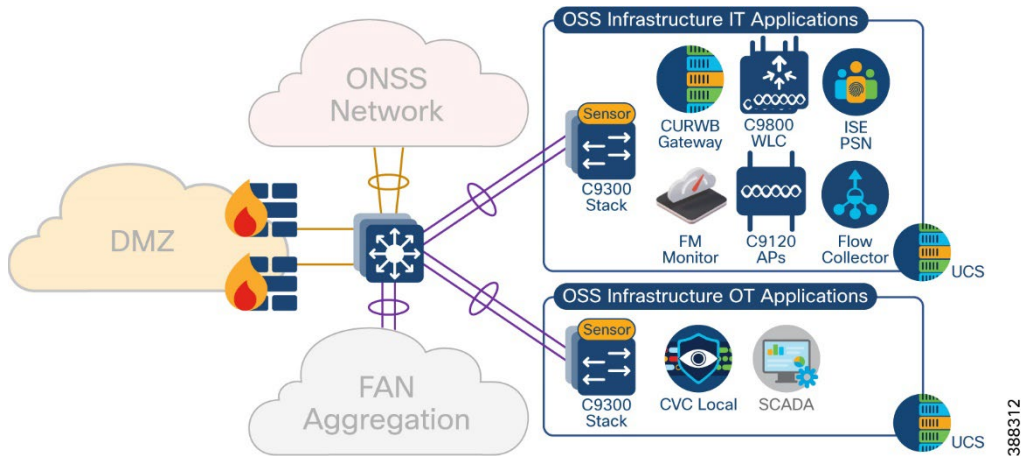 OSS Infrastructure IT Applications
ONSS
Network
DMZ
FAN
Aggregation
Sensor
C9300
Stack
CURWB
Gateway
C9800
WLC
ISE
PSN
FM
Monitor
C9120
APs
Flow
Collector
UCS
OSS Infrastructure OT Applications
Sensor
C9300
Stack
CVC Local
SCADA
UCS
388312